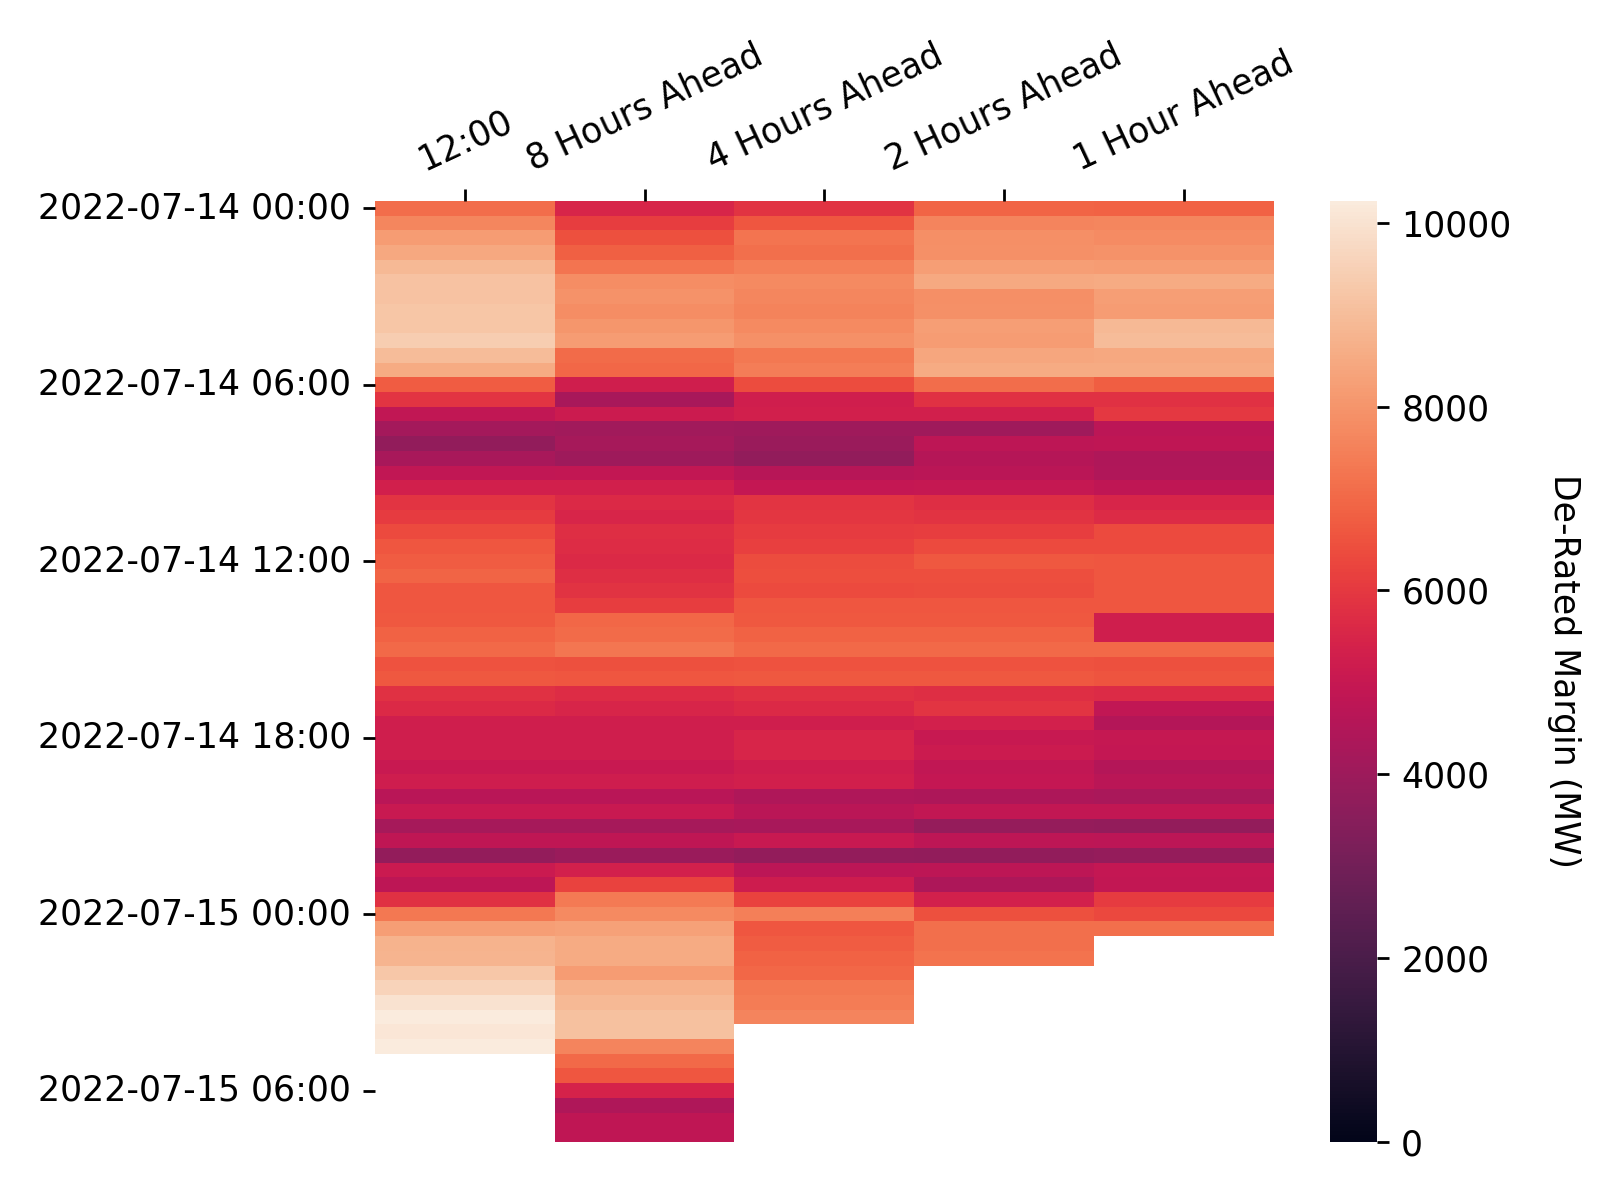 12:00
8 Hours Ahead
4 Hours Ahead
2 Hours Ahead
1 Hour Ahead
2022-07-14 00:00
2022-07-14 06:00
2022-07-14 12:00
2022-07-14 18:00
2022-07-15 00:00
2022-07-15 06:00
10000
8000
6000
4000
2000
0
De-Rated Margin (MW)